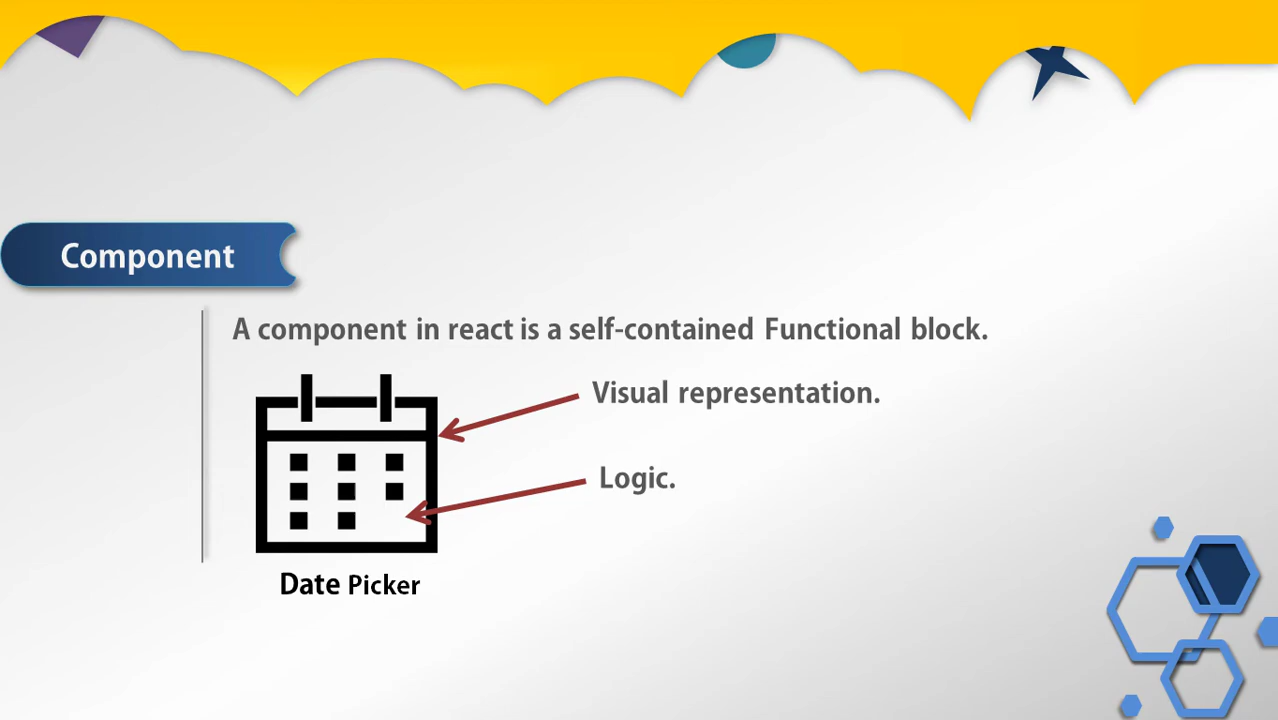 Component
A component in react is a self-contained Functional block.
Visual representation.
Logic.
Date Picker